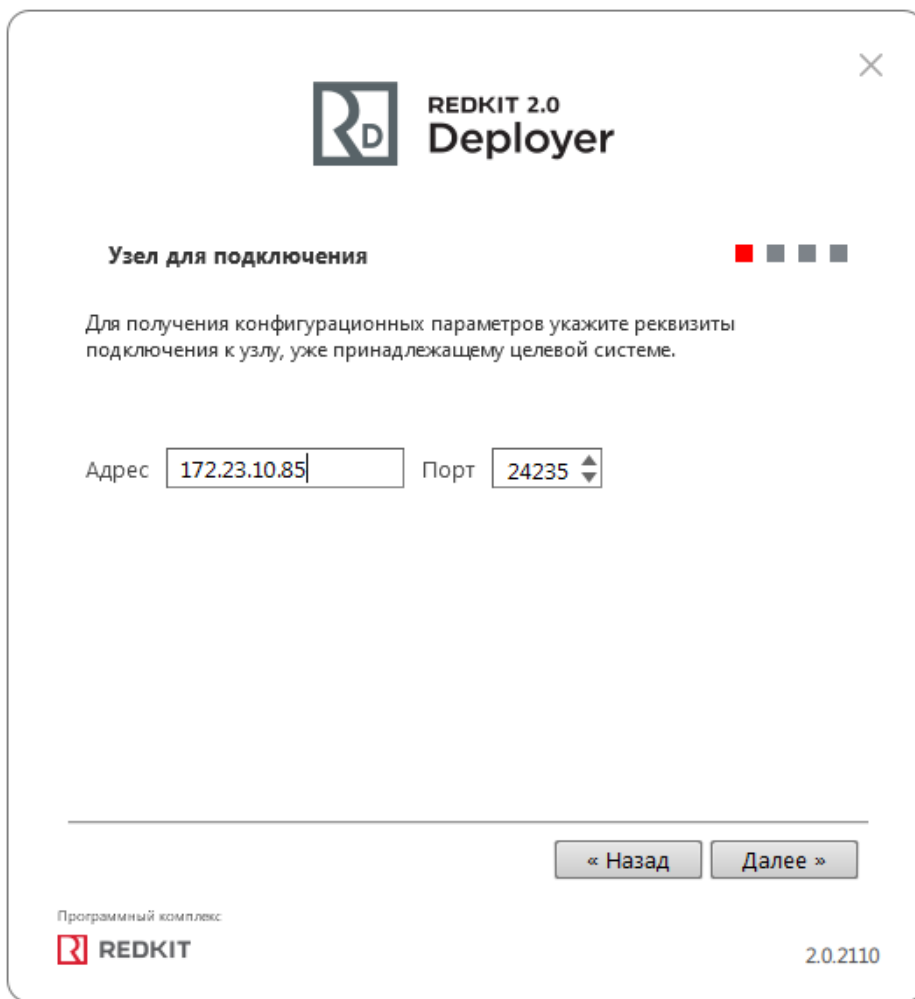 REDKIT 2.0
Deployer
Узел для подключения
Для получения конфигурационных параметров укажите реквизиты
подключения к узлу, уже принадлежащему целевой системе.
Адрес 172.23.10.85 Порт 24235
« Назад Далее »
Программный комплекс
REDKIT
2.0.2110